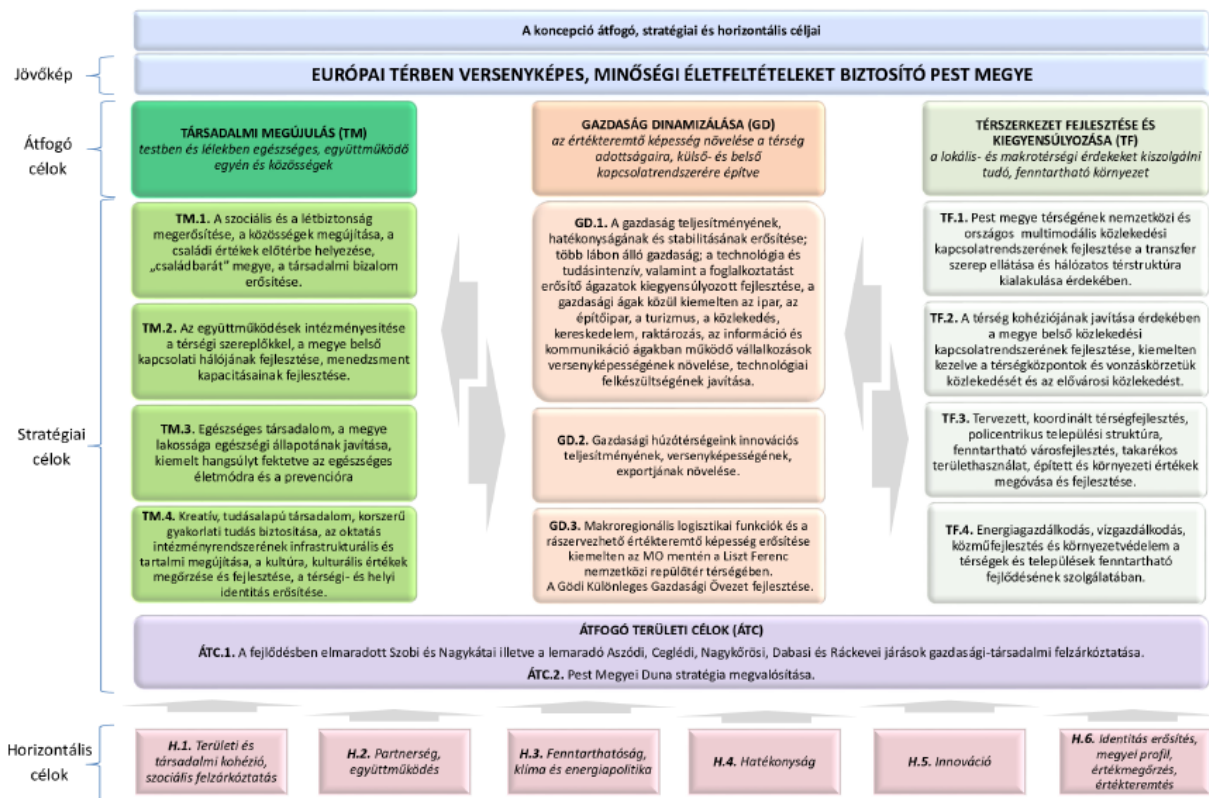 A koncepció átfogó, stratégiai és horizontális céljai
Jövőkép
EURÓPAI TÉRBEN VERSENYKÉPES, MINŐSÉGI ÉLETFELTÉTELEKET BIZTOSÍTÓ PEST MEGYE
Átfogó
célok
TÁRSADALMI MEGÚJULÁS (TM)
testben és lélekben egészséges, együttműködő
egyén és közösségek
GAZDASÁG DINAMIZÁLÁSA (GD)
az értékteremtő képesség növelése a térség
adottságaira, külső- és belső
kapcsolatrendszerére építve
TÉRSZERKEZET FEJLESZTÉSE ÉS
KIEGYENSÚLYOZÁSA (TF)
a lokális- és makrotérségi érdekeket kiszolgálni
tudó, fenntartható környezet
Stratégiai
célok
TM.1. A szociális és a létbiztonság
megerősítése, a közösségek megújítása, a
családi értékek előtérbe helyezése,
„családbarát” megye, a társadalmi bizalom
erősítése.
TM.2. Az együttműködések intézményesítése
a térségi szereplőkkel, a megye belső
kapcsolati hálójának fejlesztése, menedzsment
kapacitásainak fejlesztése.
TM.3. Egészséges társadalom, a megye
lakossága egészségi állapotának javítása,
kiemelt hangsúlyt fektetve az egészséges
életmódra és a prevencióra
TM.4. Kreatív, tudásalapú társadalom, korszerű
gyakorlati tudás biztosítása, az oktatás
intézményrendszerének infrastrukturális és
tartalmi megújítása, a kultúra, kulturális értékek
megőrzése és fejlesztése, a térségi- és helyi
identitás erősítése.
GD.1. A gazdaság teljesítményének,
hatékonyságának és stabilitásának erősítése;
több lábon álló gazdaság; a technológia és
tudásintenzív, valamint a foglalkoztatást
erősítő ágazatok kiegyensúlyozott fejlesztése, a
gazdasági ágak közül kiemelten az ipar, az
építőipar, a turizmus, a közlekedés,
kereskedelem, raktározás, az információ és
kommunikáció ágakban működő vállalkozások
versenyképességének növelése, technológiai
felkészültségének javítása.
GD.2. Gazdasági húzótérségeink innovációs
teljesítményének, versenyképességének,
exportjának növelése.
GD.3. Makroregionális logisztikai funkciók és a
rászervezhető értékteremtő képesség erősítése
kiemelten az MO mentén a Liszt Ferenc
nemzetközi repülőtér térségében.
A Gödi Különleges Gazdasági Övezet fejlesztése.
TF.1. Pest megye térségének nemzetközi és
országos multimodális közlekedési
kapcsolatrendszerének fejlesztése a transzfer
szerep ellátása és hálózatos térstruktúra
kialakulása érdekében.
TF.2. A térség kohéziójának javítása érdekében
a megye belső közlekedési
kapcsolatrendszerének fejlesztése, kiemelten
kezelve a térségközpontok és vonzáskörzetük
közlekedését és az elővárosi közlekedést.
TF.3. Tervezett, koordinált térségfejlesztés,
policentrikus települési struktúra,
fenntartható városfejlesztés, takarékos
területhasználat, épített és környezeti értékek
megóvása és fejlesztése.
TF.4. Energiagazdálkodás, vízgazdálkodás,
közműfejlesztés és környezetvédelem a
térségek és települések fenntartható
fejlődésének szolgálatában.
ÁTFOGÓ TERÜLETI CÉLOK (ÁTC)
ÁTC.1. A fejlődésben elmaradott Szobi és Nagykátai illetve a lemaradó Aszódi, Ceglédi, Nagykőrösi, Dabasi és Ráckevei járások gazdasági-társadalmi felzárkóztatása.
ÁTC.2. Pest Megyei Duna stratégia megvalósítása.
Horizontális
célok
H.1. Területi és
társadalmi kohézió,
szociális felzárkóztatás
H.2. Partnerség,
együttműködés
H.3. Fenntarthatóság,
klíma és energiapolitika
H.4. Hatékonyság
H.5. Innováció
H.6. Identitás erősítés,
megyei profil,
értékmegőrzés,
értékteremtés